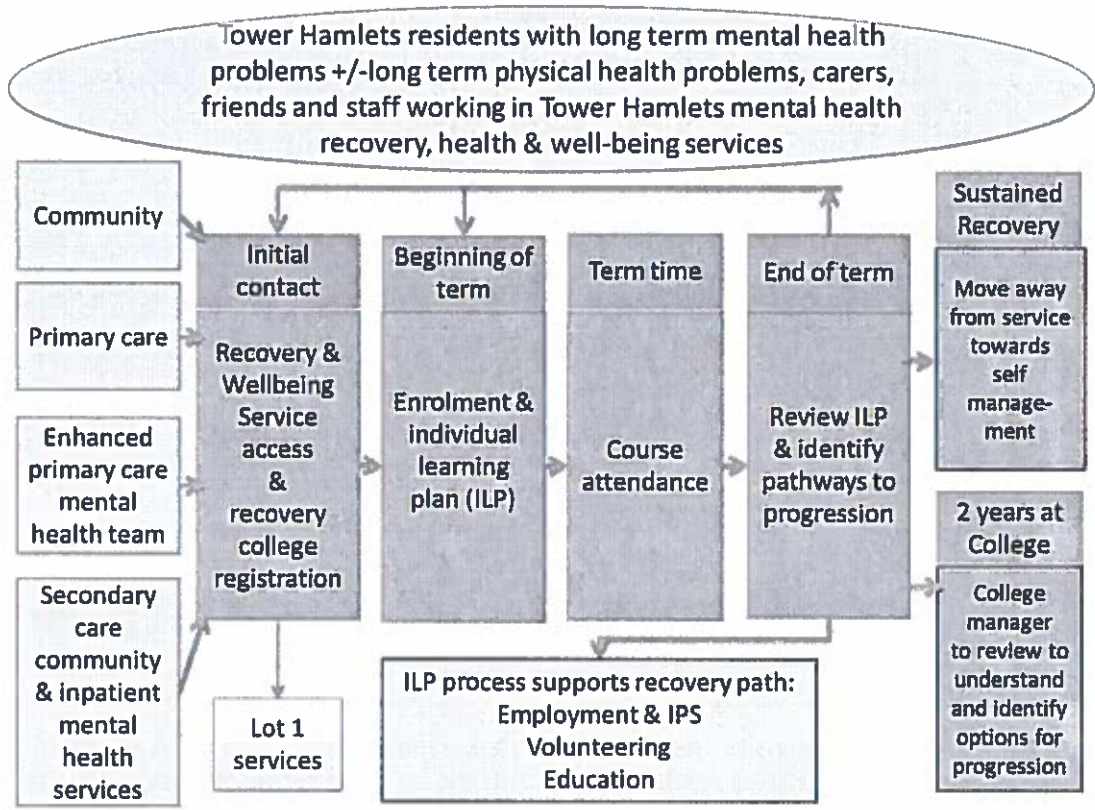 Tower Hamlets residents with long term mental health
problems +/-long term physical health problems, carers,
friends and staff working in Tower Hamlets mental health
recovery, health & well-being services
Community
Primary care
Enhanced
primary care
mental
health team
Secondary
care
community
& inpatient
mental
health
services
Initial
contact
Recovery &
Wellbeing
Service
access
&
recovery
college
registration
Lot 1
services
Beginning of
term
Enrolment &
individual
learning
plan (ILP)
Term time
Course
attendance
End of term
Review ILP
& identify
pathways to
progression
ILP process supports recovery path:
Employment & IPS
Volunteering
Education
Sustained
Recovery
Move away
from service
towards
self
manage-
ment
2 years at
College
College
manager
to review to
understand
and identify
options for
progression